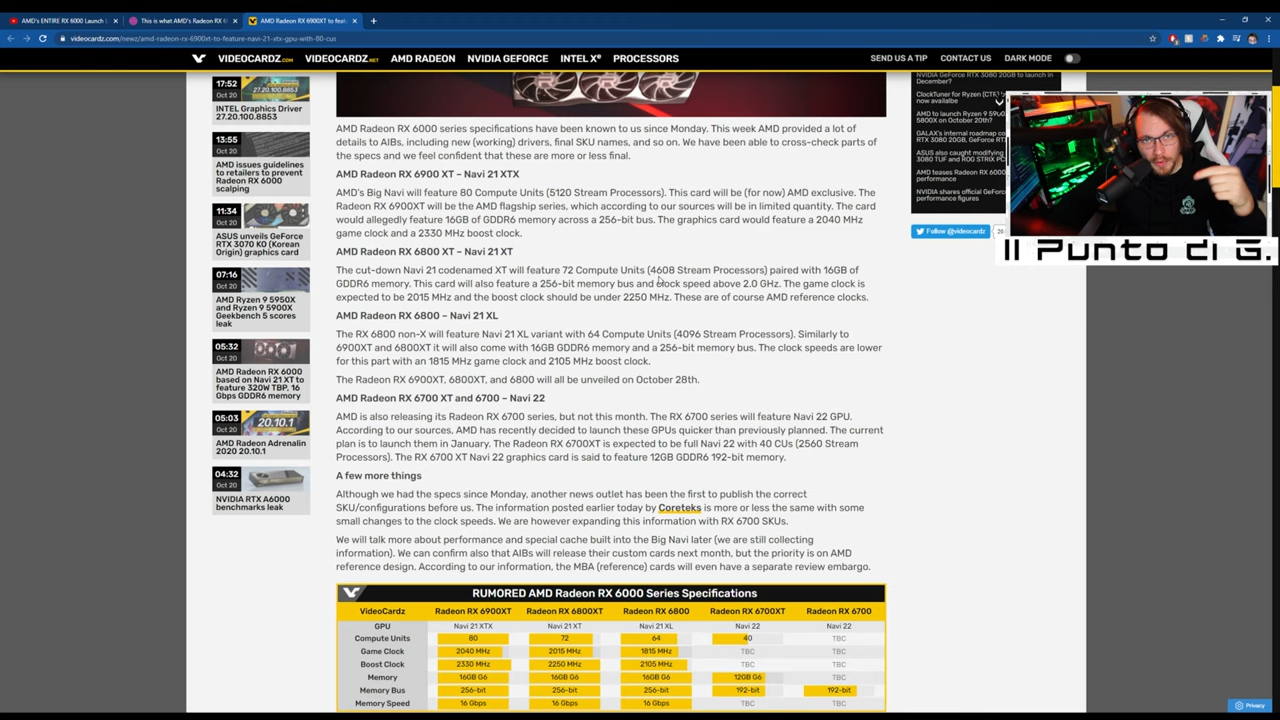 AMD's ENTIRE RX 6000 Launch L
This is what AMD's Radeon RX 6
AMD Radeon RX 6900XT to feat
videocardz.com/newz/amd-radeon-rx-6900xt-to-feature-navi-21-xtx-gpu-with-80-cus
VIDEOCARDZ.COM VIDEOCARDZ.NET AMD RADEON NVIDIA GEFORCE INTEL Xe PROCESSORS SEND US A TIP CONTACT US DARK MODE
17:52
Oct 20
27.20.100.8853
INTEL Graphics Driver
27.20.100.8853
13:55
Oct 20
AMD issues guidelines
to retailers to prevent
Radeon RX 6000
scalping
11:34
Oct 20
ASUS unveils GeForce
RTX 3070 KO (Korean
Origin) graphics card
07:16
Oct 20
AMD Ryzen 9 5950X
and Ryzen 9 5900X
Geekbench 5 scores
leak
05:32
Oct 20
AMD Radeon RX 6000
based on Navi 21 XT to
feature 320W TBP, 16
Gbps GDDR6 memory
05:03
Oct 20
20.10.1
AMD Radeon Adrenalin
2020 20.10.1
04:32
Oct 20
NVIDIA RTX A6000
benchmarks leak
AMD Radeon RX 6000 series specifications have been known to us since Monday. This week AMD provided a lot of
details to AIBs, including new (working) drivers, final SKU names, and so on. We have been able to cross-check parts of
the specs and we feel confident that these are more or less final.
AMD Radeon RX 6900 XT – Navi 21 XTX
AMD's Big Navi will feature 80 Compute Units (5120 Stream Processors). This card will be (for now) AMD exclusive. The
Radeon RX 6900XT will be the AMD flagship series, which according to our sources will be in limited quantity. The card
would allegedly feature 16GB of GDDR6 memory across a 256-bit bus. The graphics card would feature a 2040 MHz
game clock and a 2330 MHz boost clock.
AMD Radeon RX 6800 XT – Navi 21 XT
The cut-down Navi 21 codenamed XT will feature 72 Compute Units (4608 Stream Processors) paired with 16GB of
GDDR6 memory. This card will also feature a 256-bit memory bus and clock speed above 2.0 GHz. The game clock is
expected to be 2015 MHz and the boost clock should be under 2250 MHz. These are of course AMD reference clocks.
AMD Radeon RX 6800 – Navi 21 XL
The RX 6800 non-X will feature Navi 21 XL variant with 64 Compute Units (4096 Stream Processors). Similarly to
6900XT and 6800XT it will also come with 16GB GDDR6 memory and a 256-bit memory bus. The clock speeds are lower
for this part with an 1815 MHz game clock and 2105 MHz boost clock.
The Radeon RX 6900XT, 6800XT, and 6800 will all be unveiled on October 28th.
AMD Radeon RX 6700 XT and 6700 – Navi 22
AMD is also releasing its Radeon RX 6700 series, but not this month. The RX 6700 series will feature Navi 22 GPU.
According to our sources, AMD has recently decided to launch these GPUs quicker than previously planned. The current
plan is to launch them in January. The Radeon RX 6700XT is expected to be full Navi 22 with 40 CUs (2560 Stream
Processors). The RX 6700 XT Navi 22 graphics card is said to feature 12GB GDDR6 192-bit memory.
A few more things
Although we had the specs since Monday, another news outlet has been the first to publish the correct
SKU/configurations before us. The information posted earlier today by Coreteks is more or less the same with some
small changes to the clock speeds. We are however expanding this information with RX 6700 SKUs.
We will talk more about performance and special cache built into the Big Navi later (we are still collecting
information). We can confirm also that AIBs will release their custom cards next month, but the priority is on AMD
reference design. According to our information, the MBA (reference) cards will even have a separate review embargo.
RUMORED AMD Radeon RX 6000 Series Specifications
VideoCardz Radeon RX 6900XT Radeon RX 6800XT Radeon RX 6800 Radeon RX 6700XT Radeon RX 6700
GPU Navi 21 XTX Navi 21 XT Navi 21 XL Navi 22 Navi 22
Compute Units 80 72 64 40 TBC
Game Clock 2040 MHz 2015 MHz 1815 MHz TBC TBC
Boost Clock 2330 MHz 2250 MHz 2105 MHz TBC TBC
Memory 16GB G6 16GB G6 16GB G6 12GB G6 TBC
Memory Bus 256-bit 256-bit 256-bit 192-bit 192-bit
Memory Speed 16 Gbps 16 Gbps 16 Gbps TBC TBC
NVIDIA GeForce RTX 3080 20GB to launch in
December?
ClockTuner for Ryzen (CTR)
now available
AMD to launch Ryzen 9 59
5800X on October 20th?
GALAX's internal roadmap co
RTX 3080 20GB, GeForce RT
ASUS also caught modifying
3080 TUF and ROG STRIX PC
AMD teases Radeon RX 6000
performance
NVIDIA shares official GeForce
performance figures
Follow @videocardz
Il Punto di G.
Privacy